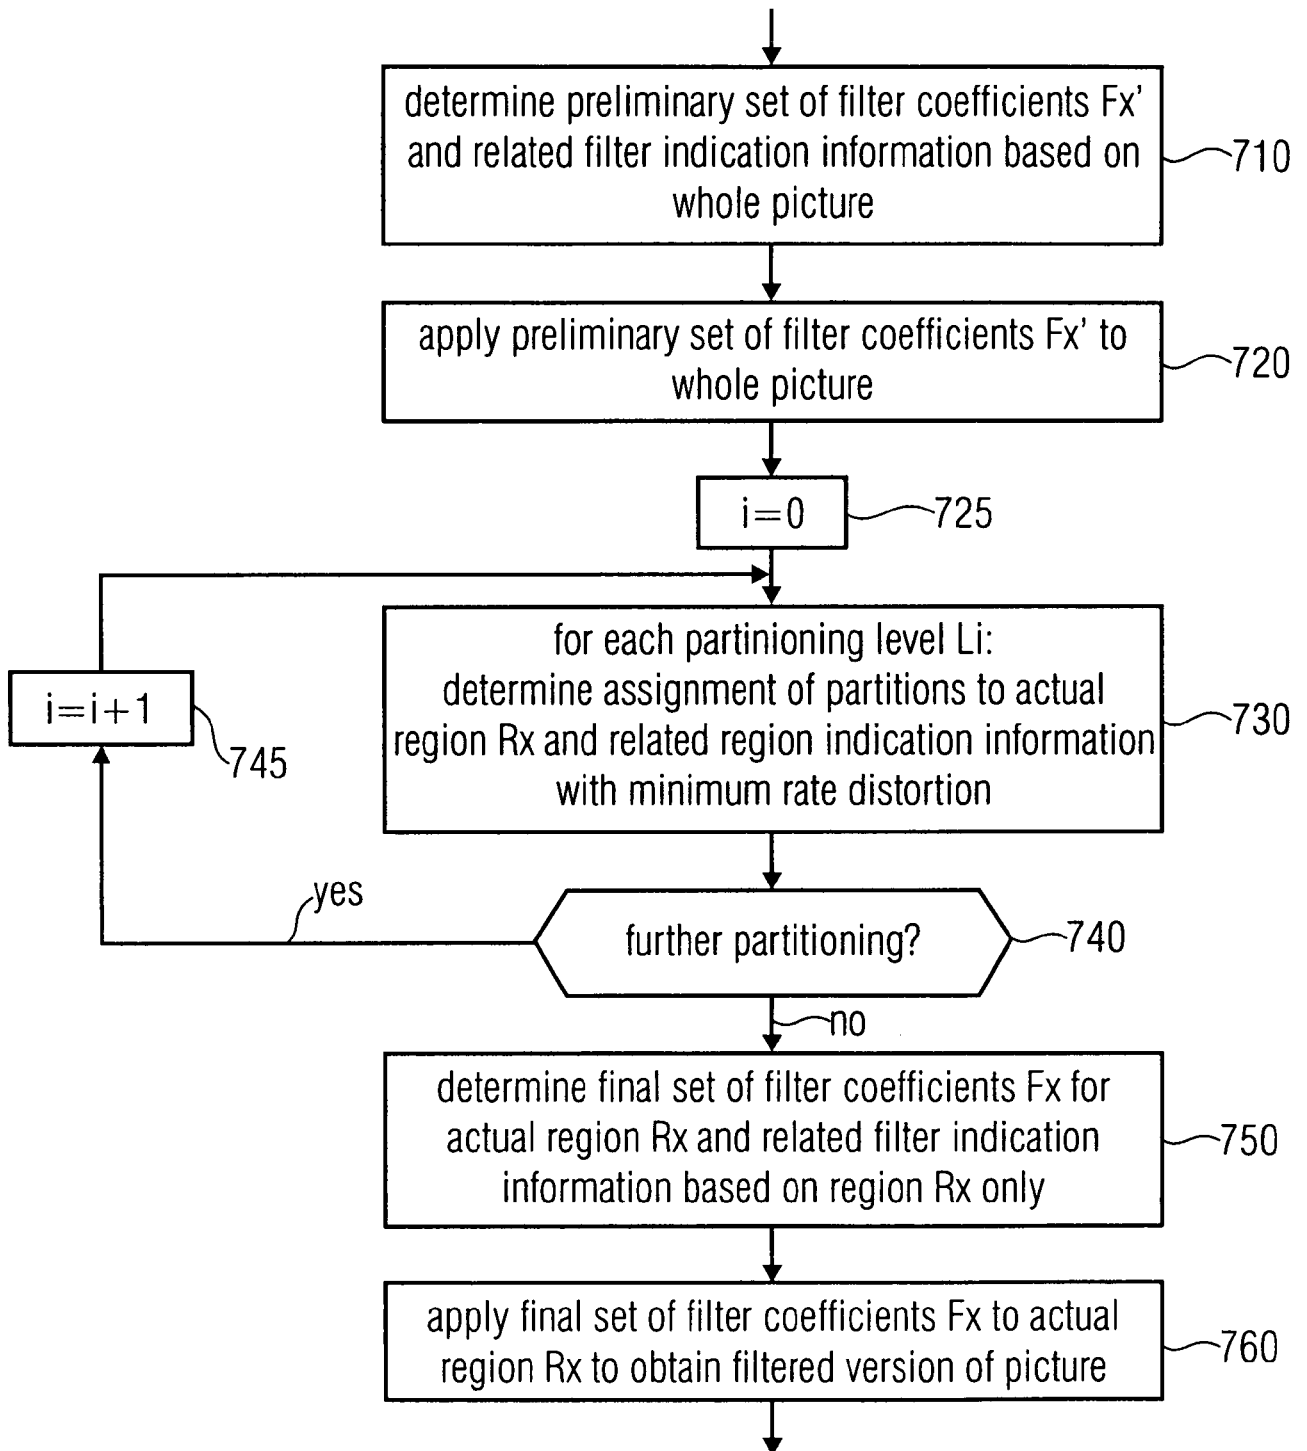 determine preliminary set of filter coefficients Fx’
and related filter indication information based on
whole picture
710
apply preliminary set of filter coefficients Fx’ to
whole picture
720
i=0
725
for each partinioning level Li:
determine assignment of partitions to actual
region Rx and related region indication information
with minimum rate distortion
730
i=i+1
745
yes
further partitioning?
740
no
determine final set of filter coefficients Fx for
actual region Rx and related filter indication
information based on region Rx only
750
apply final set of filter coefficients Fx to actual
region Rx to obtain filtered version of picture
760